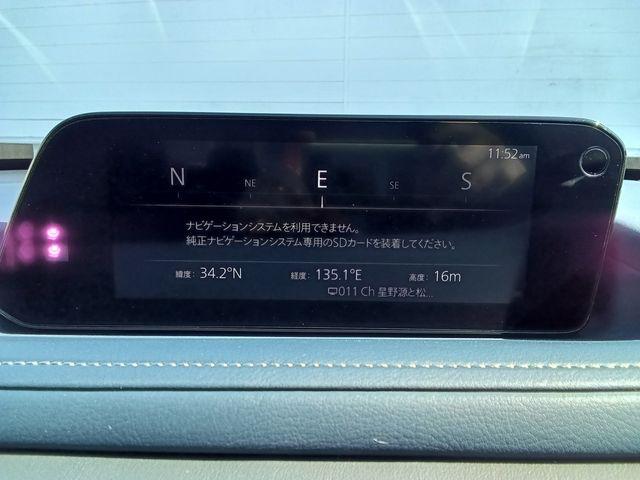 11:52am
N NE E SE S
ナビゲーションシステムを利用できません。
純正ナビゲーションシステム専用のSDカードを装着してください。
緯度: 34.2°N 経度: 135.1°E 高度: 16m
011 Ch 星野源と松...